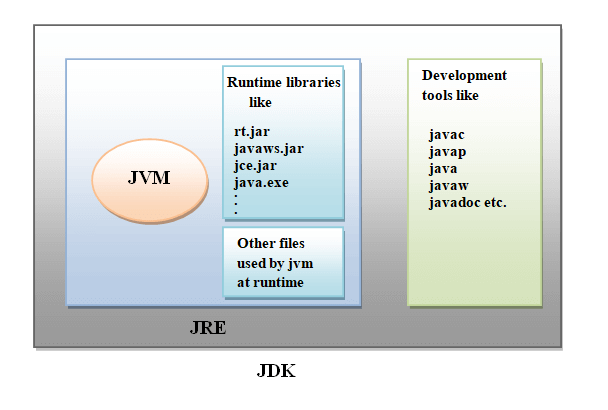 JVM
Runtime libraries
like
rt.jar
javaws.jar
jce.jar
java.exe
.
.
.
Other files
used by jvm
at runtime
JRE
Development
tools like
javac
javap
java
javaw
javadoc etc.
JDK